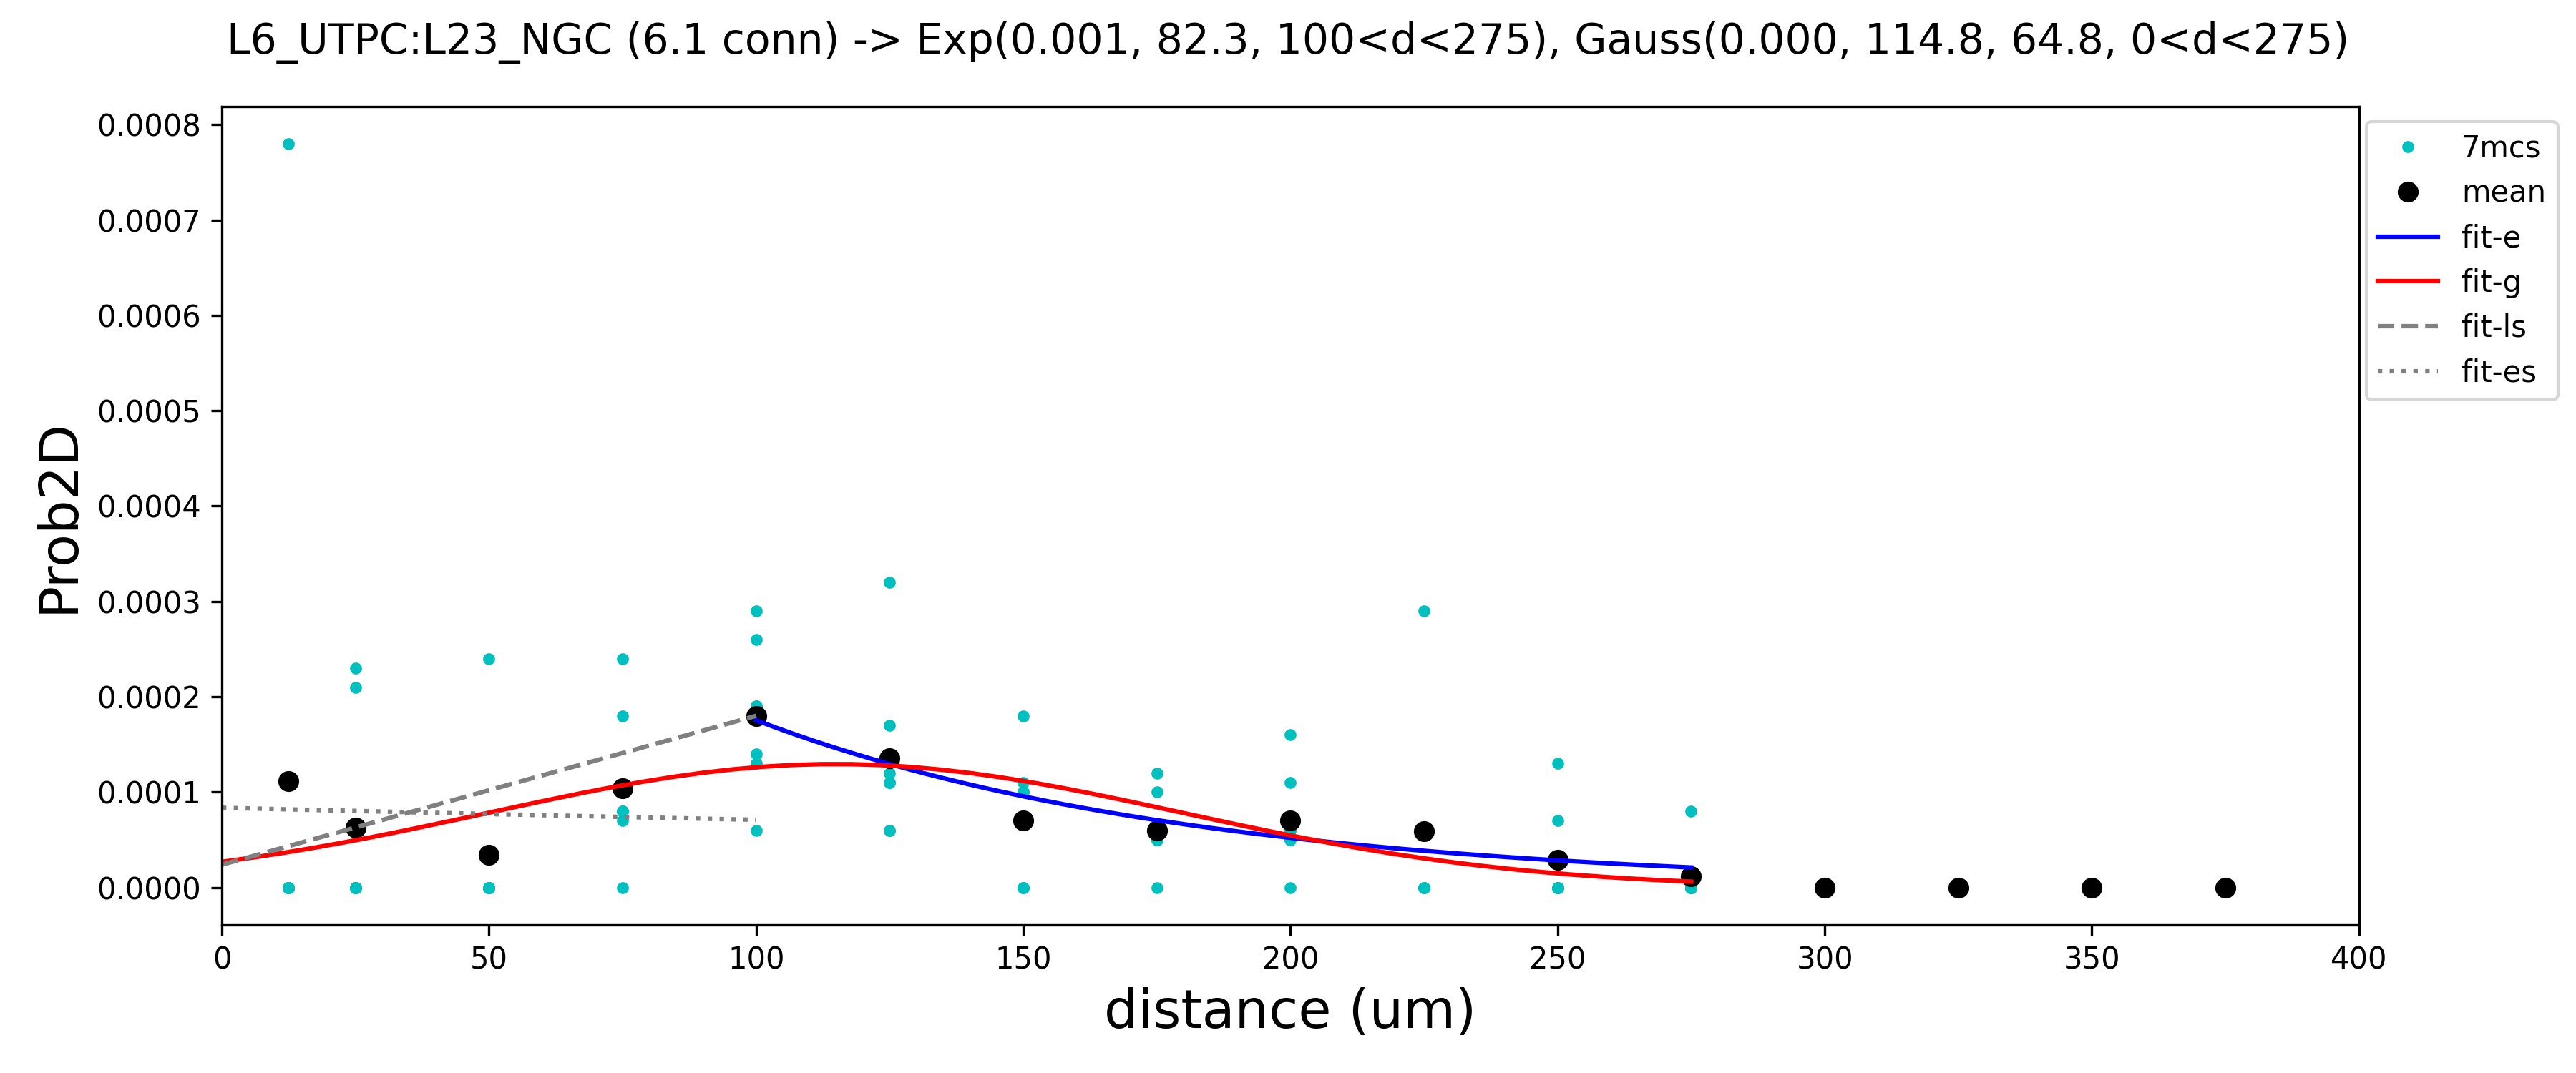 L6_UTPC:L23_NGC (6.1 conn) -> Exp(0.001, 82.3, 100<d<275), Gauss(0.000, 114.8, 64.8, 0<d<275)
0.0008
0.0007
0.0006
0.0005
0.0004
0.0003
0.0002
0.0001
0.0000
Prob2D
0 50 100 150 200 250 300 350 400
distance (um)
7mcs
mean
fit-e
fit-g
fit-ls
fit-es